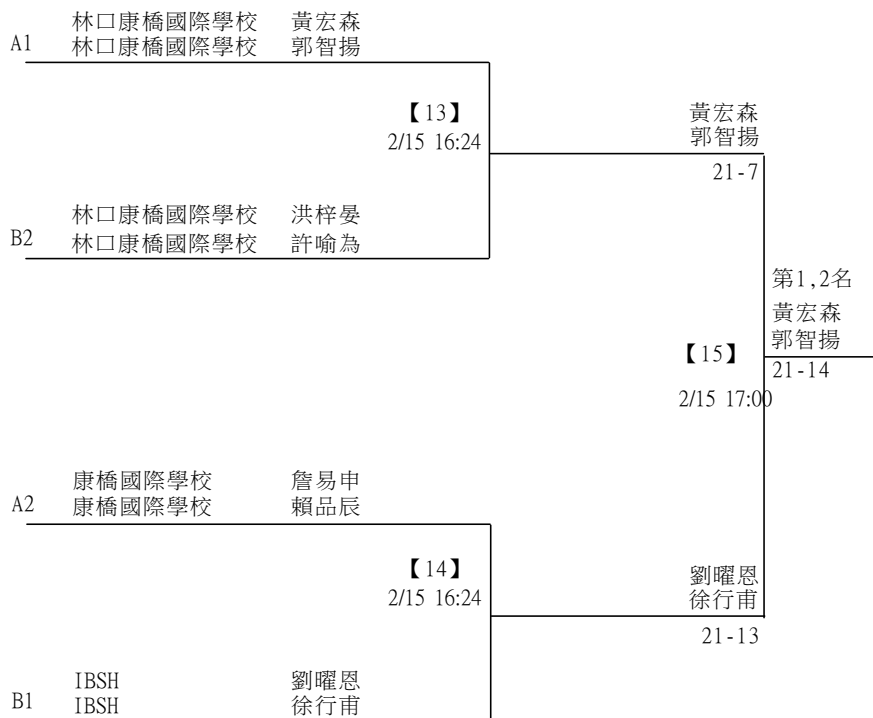 林口康橋國際學校 黃宏森
A1 林口康橋國際學校 郭智揚
【13】
2/15 16:24
黃宏森
郭智揚
21-7
林口康橋國際學校 洪梓晏
B2 林口康橋國際學校 許喻為
第1,2名
黃宏森
郭智揚
【15】
21-14
2/15 17:00
康橋國際學校 詹易申
A2 康橋國際學校 賴品辰
【14】
2/15 16:24
劉曜恩
徐行甫
21-13
IBSH 劉曜恩
B1 IBSH 徐行甫